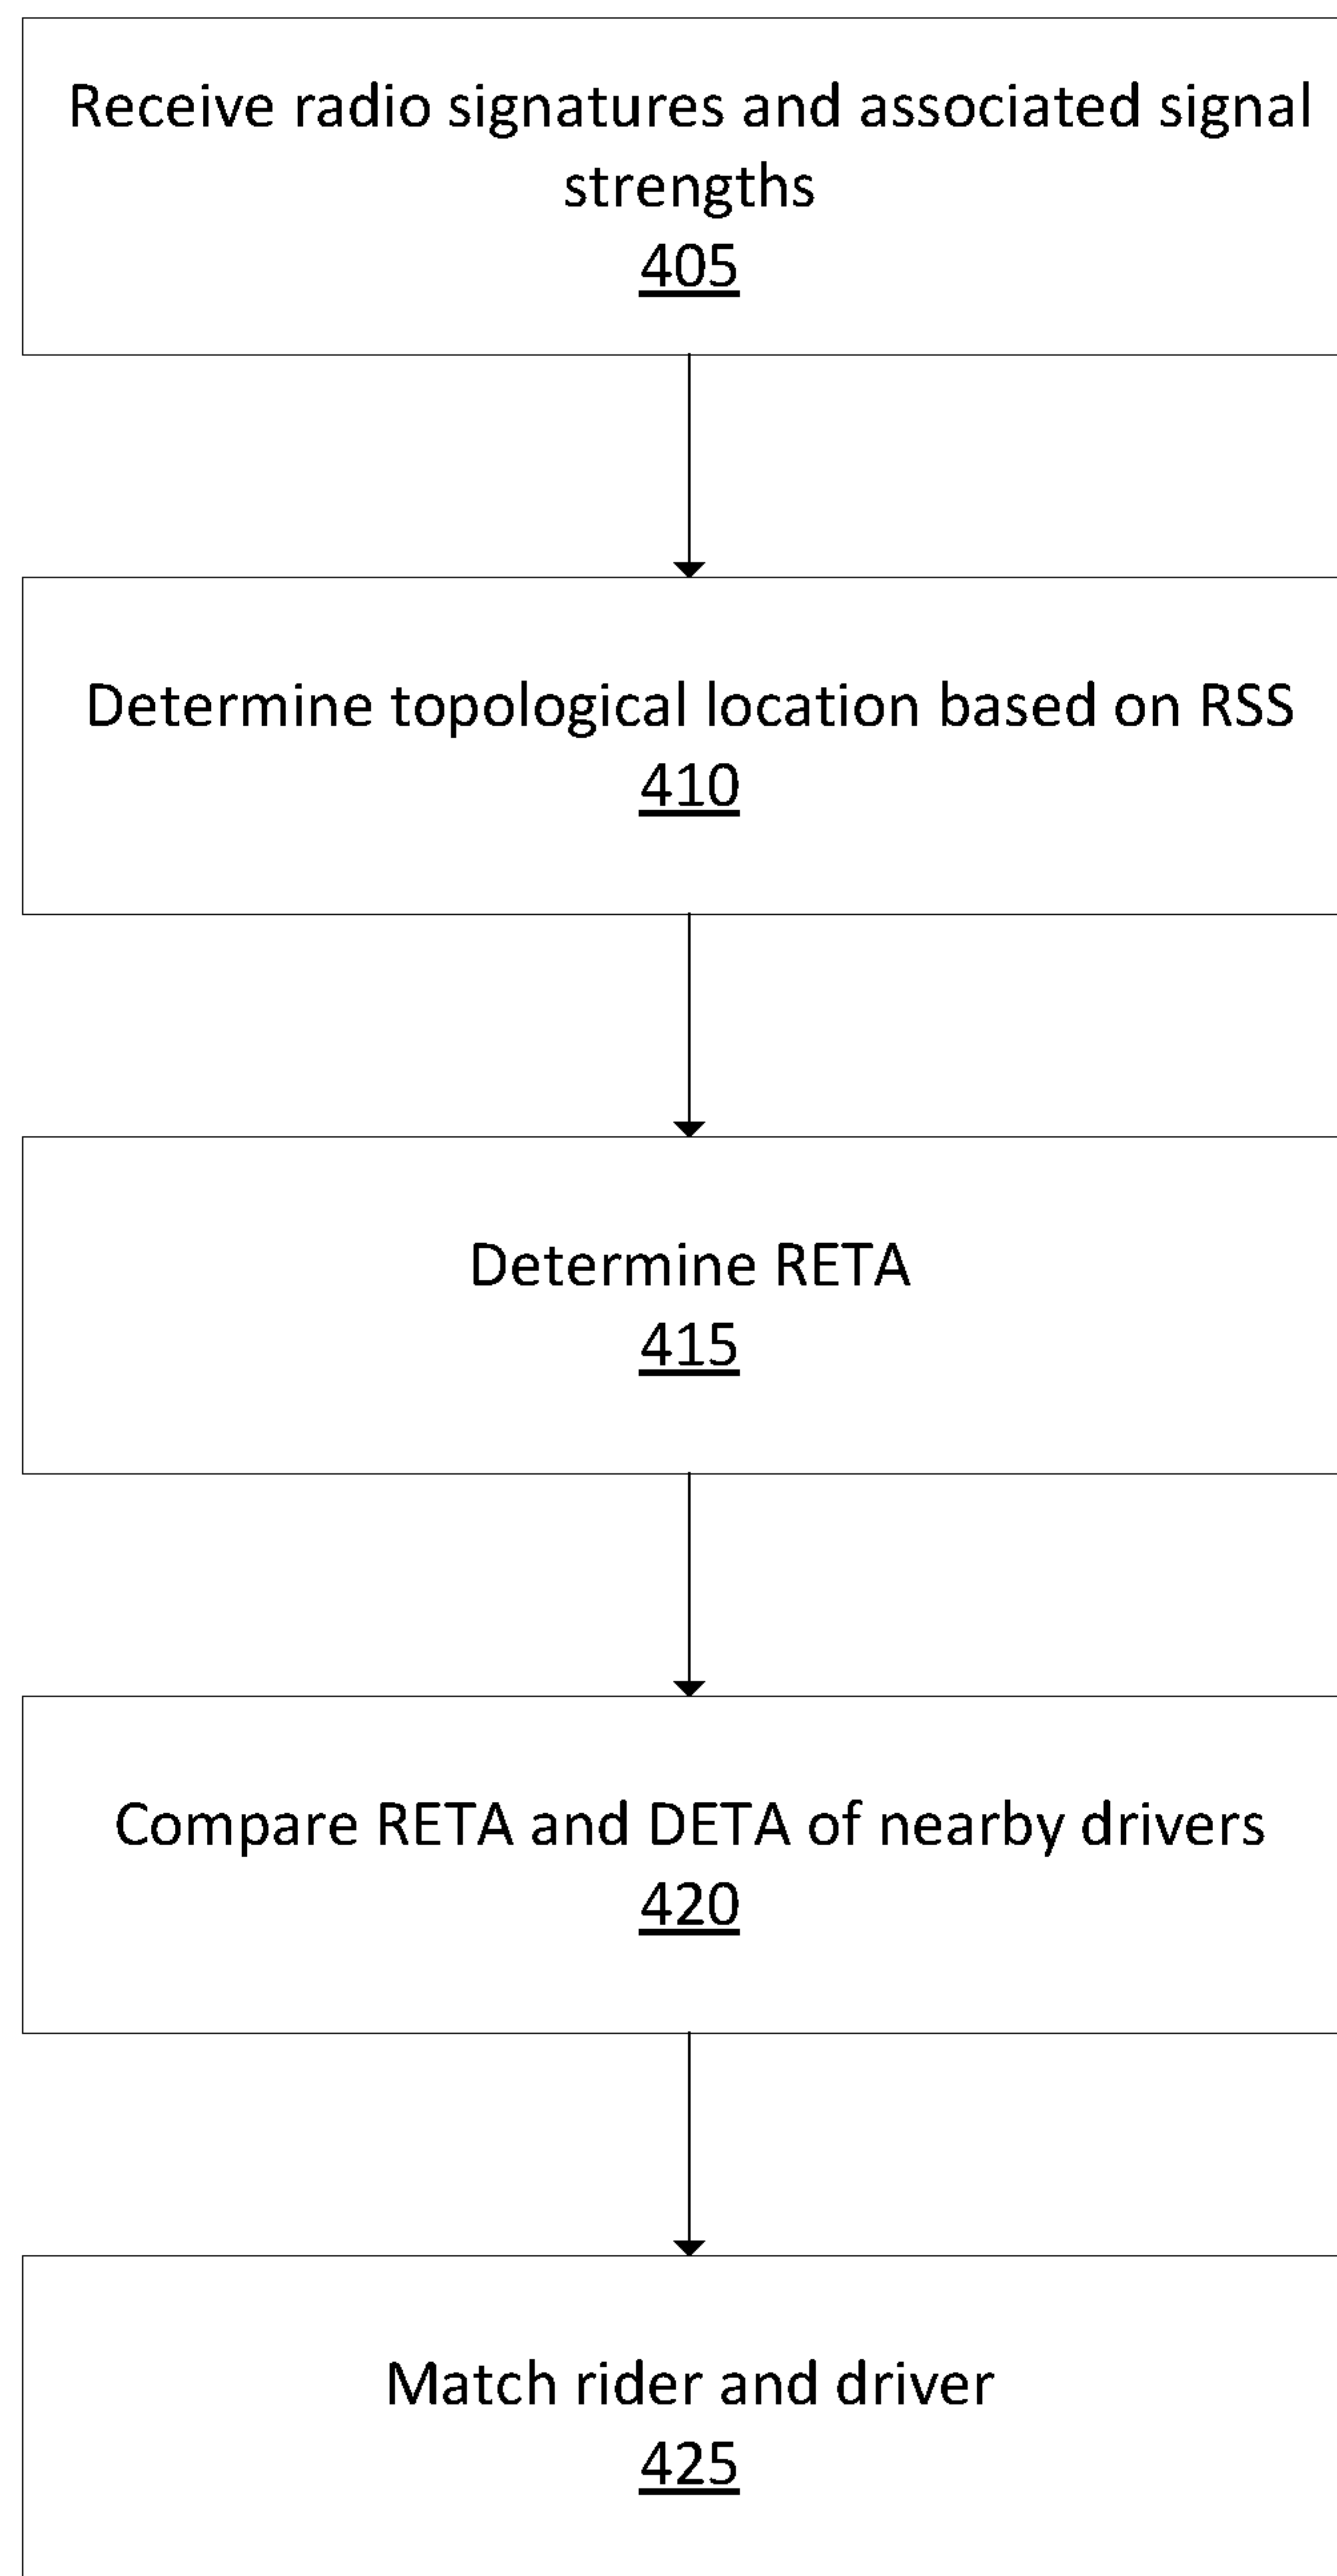 Receive radio signatures and associated signal
strengths
405
Determine topological location based on RSS
410
Determine RETA
415
Compare RETA and DETA of nearby drivers
420
Match rider and driver
425